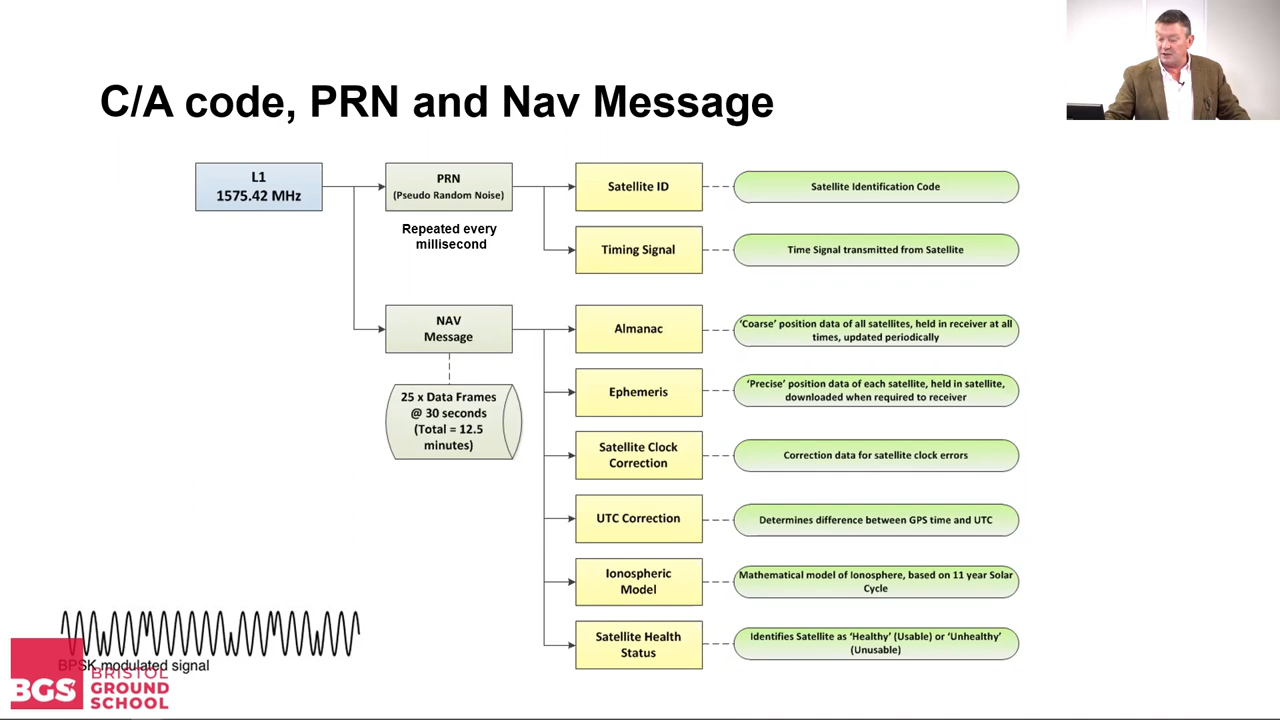 C/A code, PRN and Nav Message
L1
1575.42 MHz
PRN
(Pseudo Random Noise)
Repeated every
millisecond
Satellite ID
Satellite Identification Code
Timing Signal
Time Signal transmitted from Satellite
NAV
Message
25 x Data Frames
@ 30 seconds
(Total = 12.5
minutes)
Almanac
‘Coarse’ position data of all satellites, held in receiver at all
times, updated periodically
Ephemeris
‘Precise’ position data of each satellite, held in satellite,
downloaded when required to receiver
Satellite Clock
Correction
Correction data for satellite clock errors
UTC Correction
Determines difference between GPS time and UTC
Ionospheric
Model
Mathematical model of Ionosphere, based on 11 year Solar
Cycle
Satellite Health
Status
Identifies Satellite as ‘Healthy’ (Usable) or ‘Unhealthy’
(Unusable)
BPSK modulated signal
BGS
BRISTOL
GROUND
SCHOOL